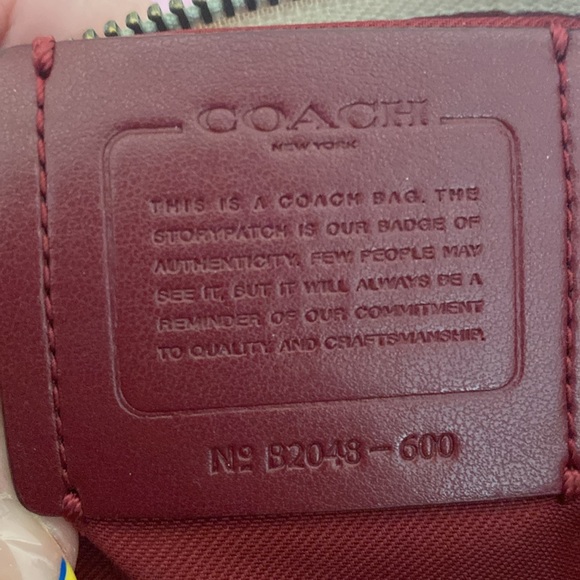 COACH
NEW YORK
THIS IS A COACH BAG. THE
STORYPATCH IS OUR BADGE OF
AUTHENTICITY. FEW PEOPLE MAY
SEE IT, BUT IT WILL ALWAYS BE A
REMINDER OF OUR COMMITMENT
TO QUALITY AND CRAFTSMANSHIP.
Nº B2048-600